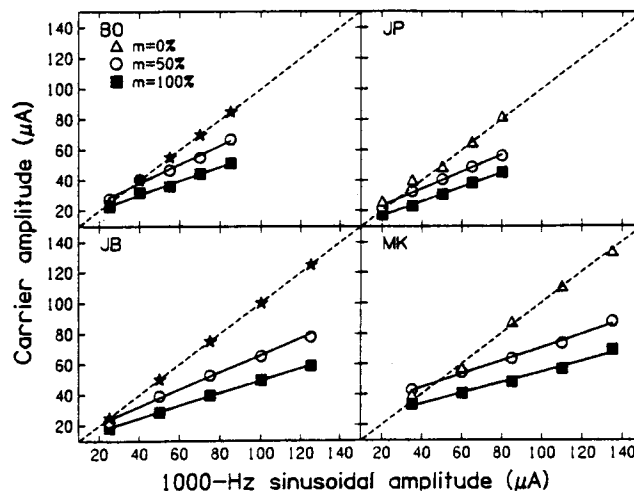 BO
△ m=0%
○ m=50%
■ m=100%
JP
JB
MK
140
120
100
80
60
40
20
140
120
100
80
60
40
20
Carrier amplitude (μA)
20 40 60 80 100 120 140 20 40 60 80 100 120 140
1000-Hz sinusoidal amplitude (μA)